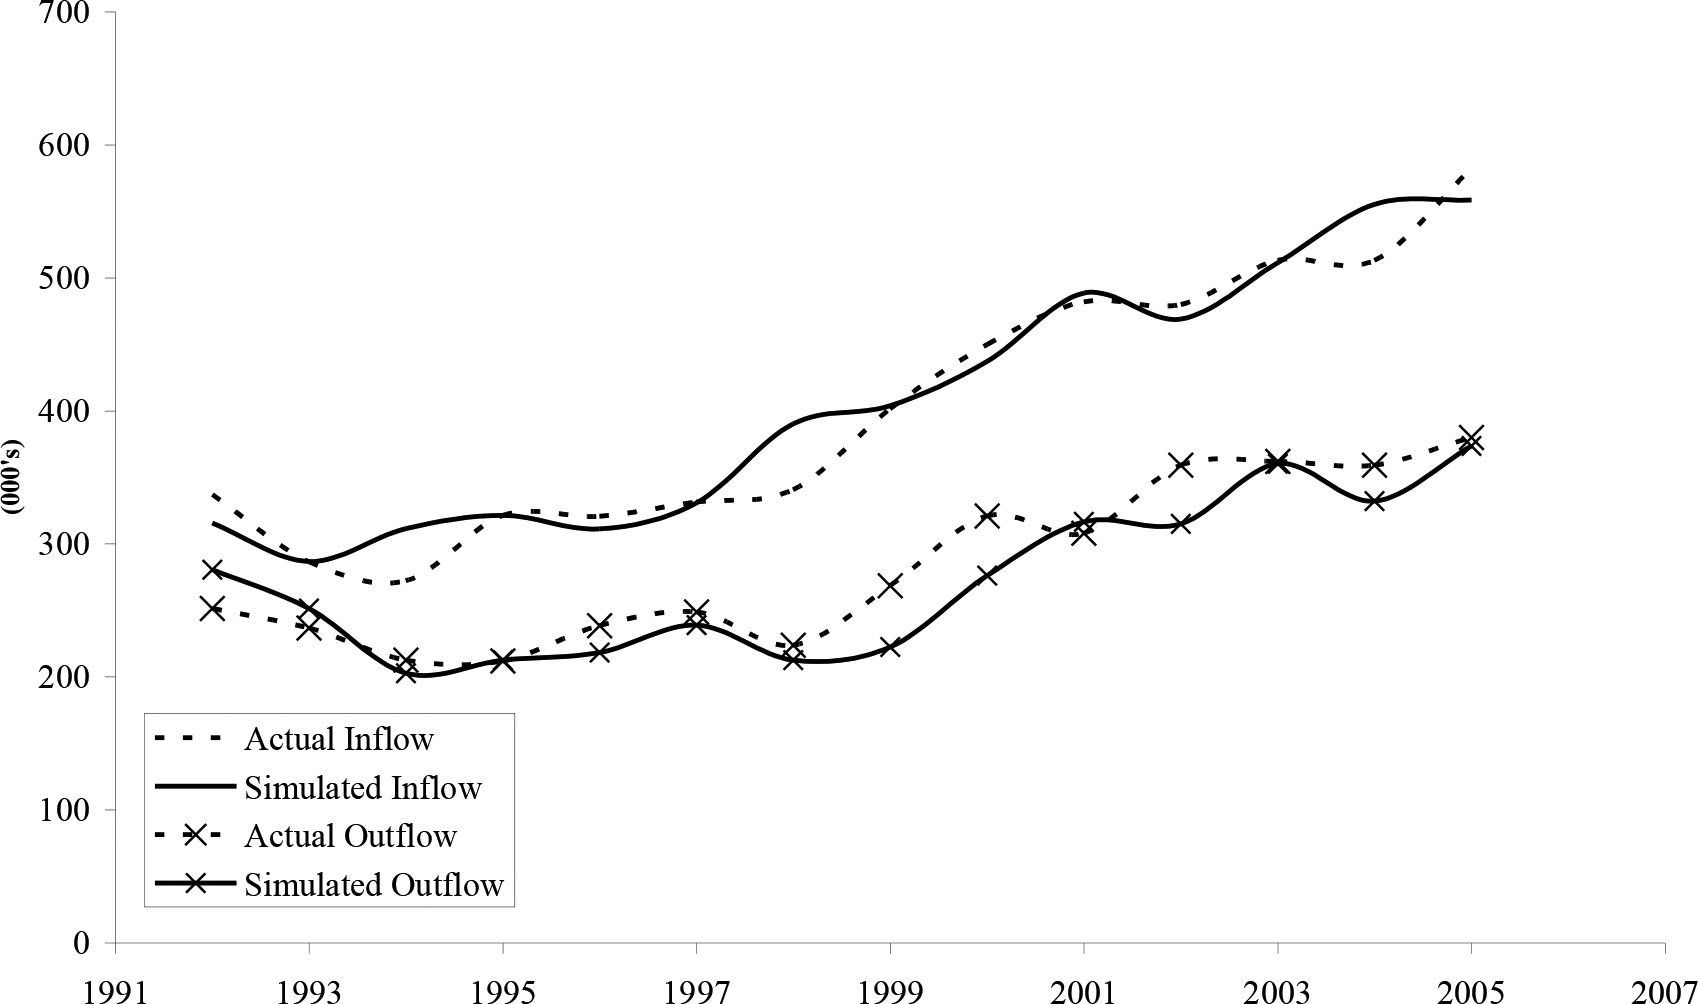 700
600
500
400
300
200
100
0
(000's)
Actual Inflow
Simulated Inflow
Actual Outflow
Simulated Outflow
1991 1993 1995 1997 1999 2001 2003 2005 2007